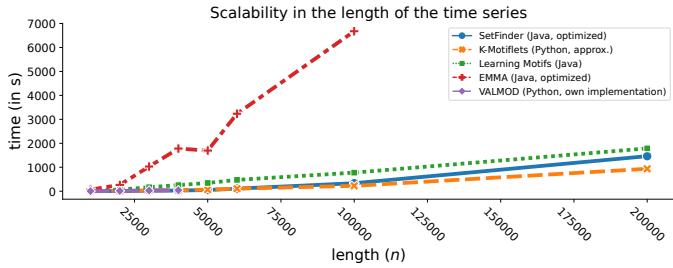 Scalability in the length of the time series
time (in s)
7000
6000
5000
4000
3000
2000
1000
0
SetFinder (Java, optimized)
K-Motiflets (Python, approx.)
Learning Motifs (Java)
EMMA (Java, optimized)
VALMOD (Python, own implementation)
25000
50000
75000
100000
125000
150000
175000
200000
length (n)